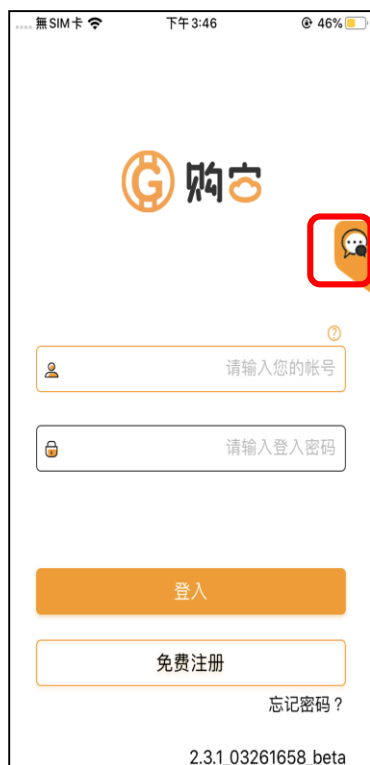 無SIM卡 下午3:46 46%
G 购宫
?
请输入您的帐号
请输入登入密码
登入
免费注册
忘记密码？
2.3.1_03261658_beta